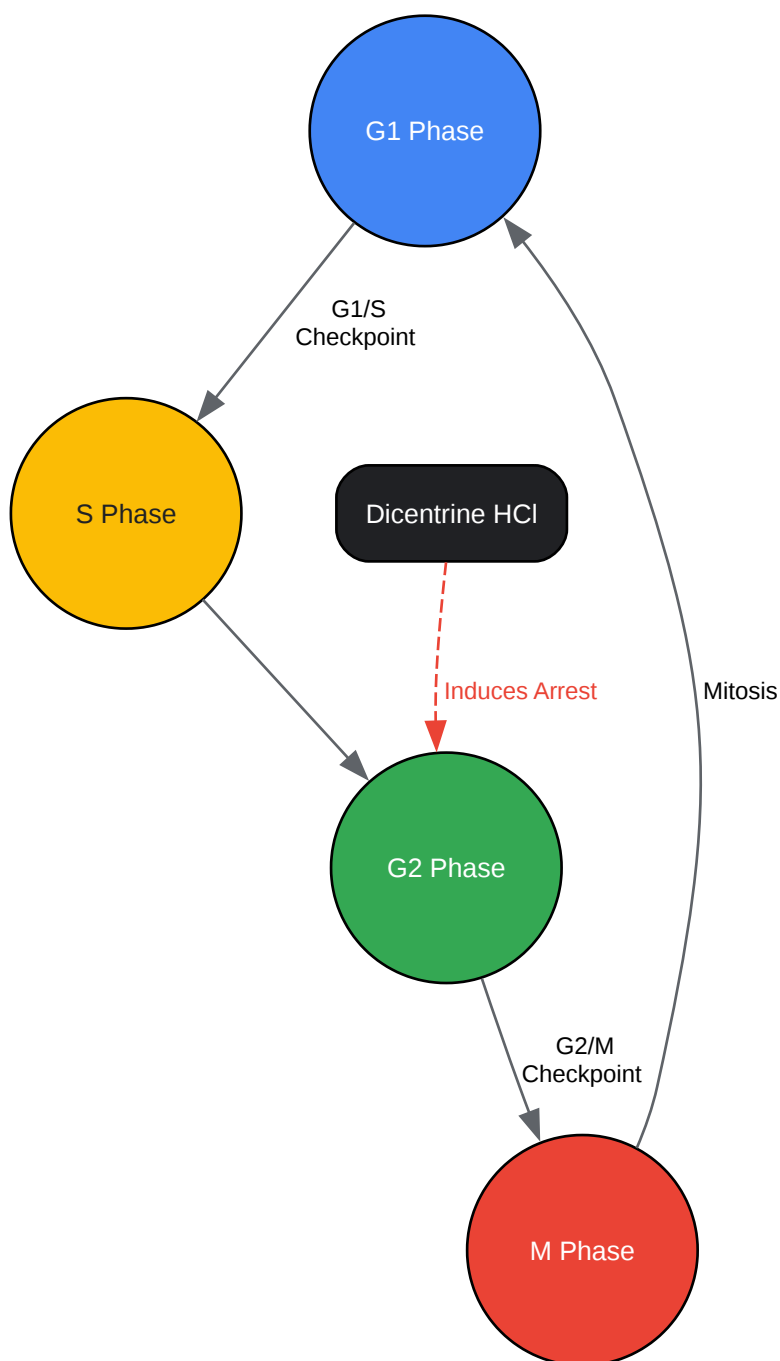 G1 Phase
G1/S
Checkpoint
S Phase
Dicentrine HCl
Induces Arrest
Mitosis
G2 Phase
G2/M
Checkpoint
M Phase